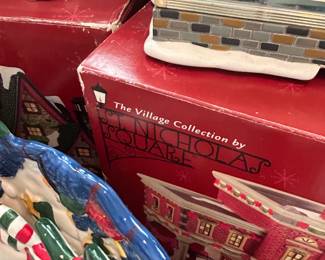 The Village Collection by
ST NICHOLAS
SQUARE